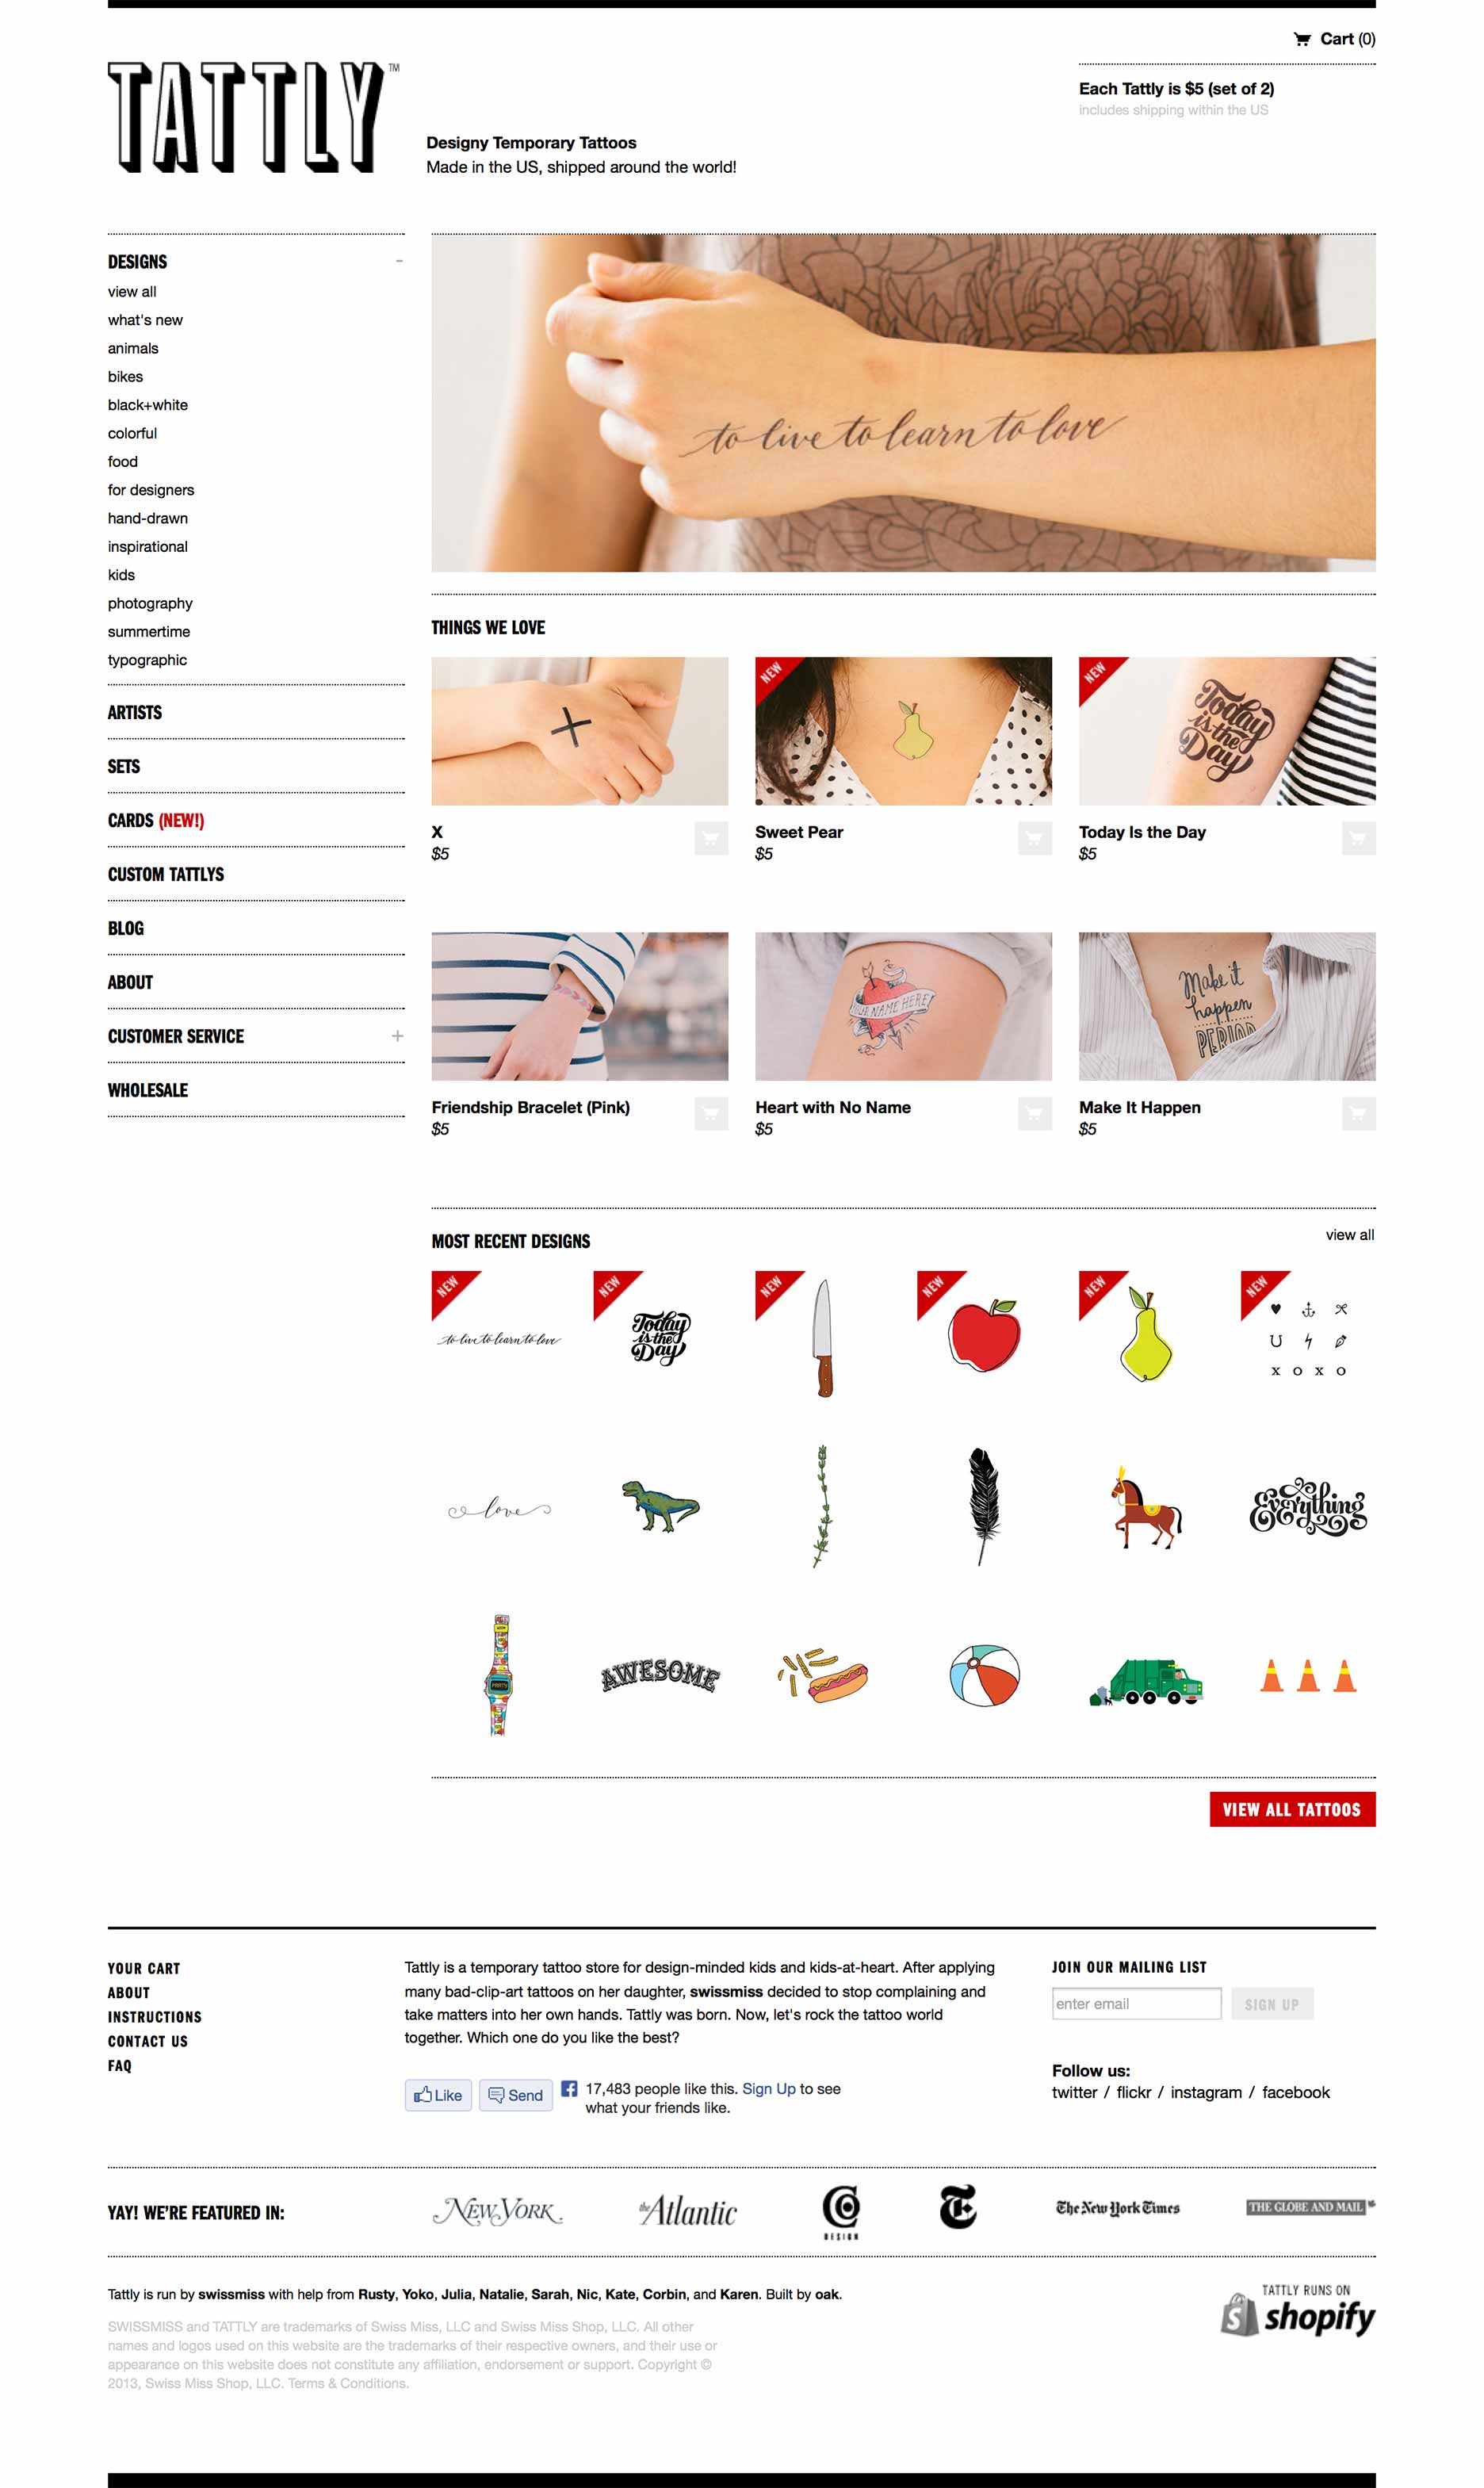 Cart (0)
TATTLY™
Each Tattly is $5 (set of 2)
includes shipping within the US
Designy Temporary Tattoos
Made in the US, shipped around the world!
DESIGNS -
view all
what's new
animals
bikes
black+white
colorful
food
for designers
hand-drawn
inspirational
kids
photography
summertime
typographic
ARTISTS
SETS
CARDS (NEW!)
CUSTOM TATTLYS
BLOG
ABOUT
CUSTOMER SERVICE +
WHOLESALE
to live to learn to love
THINGS WE LOVE
NEW
NEW
Today
is the
Day
X
$5
Sweet Pear
$5
Today Is the Day
$5
YOUR NAME HERE
Make it
happen
PERIOD
Friendship Bracelet (Pink)
$5
Heart with No Name
$5
Make It Happen
$5
MOST RECENT DESIGNS
view all
NEW
to live to learn to love
NEW
Today
is the
Day
NEW
NEW
NEW
NEW
x o x o
love
Everything
PARTY
AWESOME
VIEW ALL TATTOOS
YOUR CART
ABOUT
INSTRUCTIONS
CONTACT US
FAQ
Tattly is a temporary tattoo store for design-minded kids and kids-at-heart. After applying
many bad-clip-art tattoos on her daughter, swissmiss decided to stop complaining and
take matters into her own hands. Tattly was born. Now, let's rock the tattoo world
together. Which one do you like the best?
Like
Send
17,483 people like this. Sign Up to see
what your friends like.
JOIN OUR MAILING LIST
enter email
SIGN UP
Follow us:
twitter / flickr / instagram / facebook
YAY! WE'RE FEATURED IN:
NEW YORK
the Atlantic
CO
DESIGN
T
The New York Times
THE GLOBE AND MAIL
Tattly is run by swissmiss with help from Rusty, Yoko, Julia, Natalie, Sarah, Nic, Kate, Corbin, and Karen. Built by oak.
SWISSMISS and TATTLY are trademarks of Swiss Miss, LLC and Swiss Miss Shop, LLC. All other
names and logos used on this website are the trademarks of their respective owners, and their use or
appearance on this website does not constitute any affiliation, endorsement or support. Copyright ©
2013, Swiss Miss Shop, LLC. Terms & Conditions.
TATTLY RUNS ON
shopify